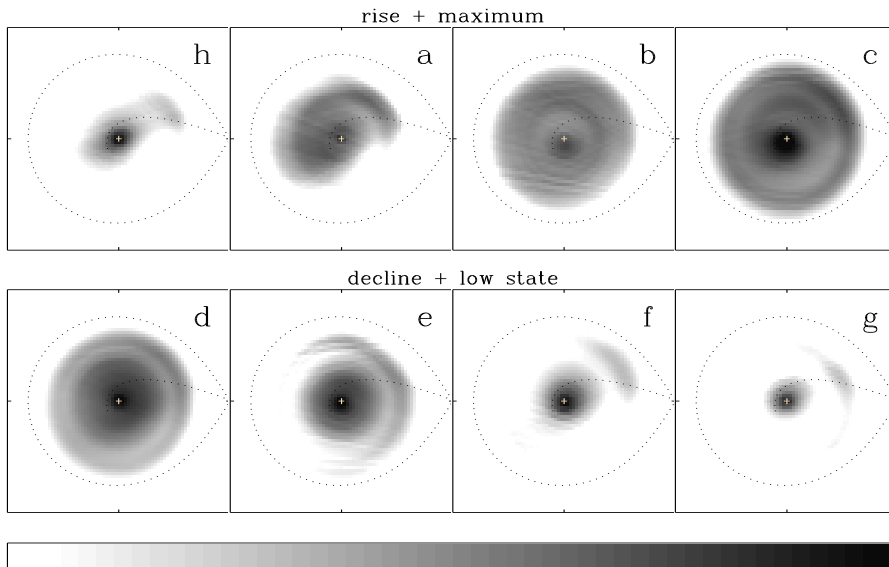 rise + maximum
h a b c
decline + low state
d e f g